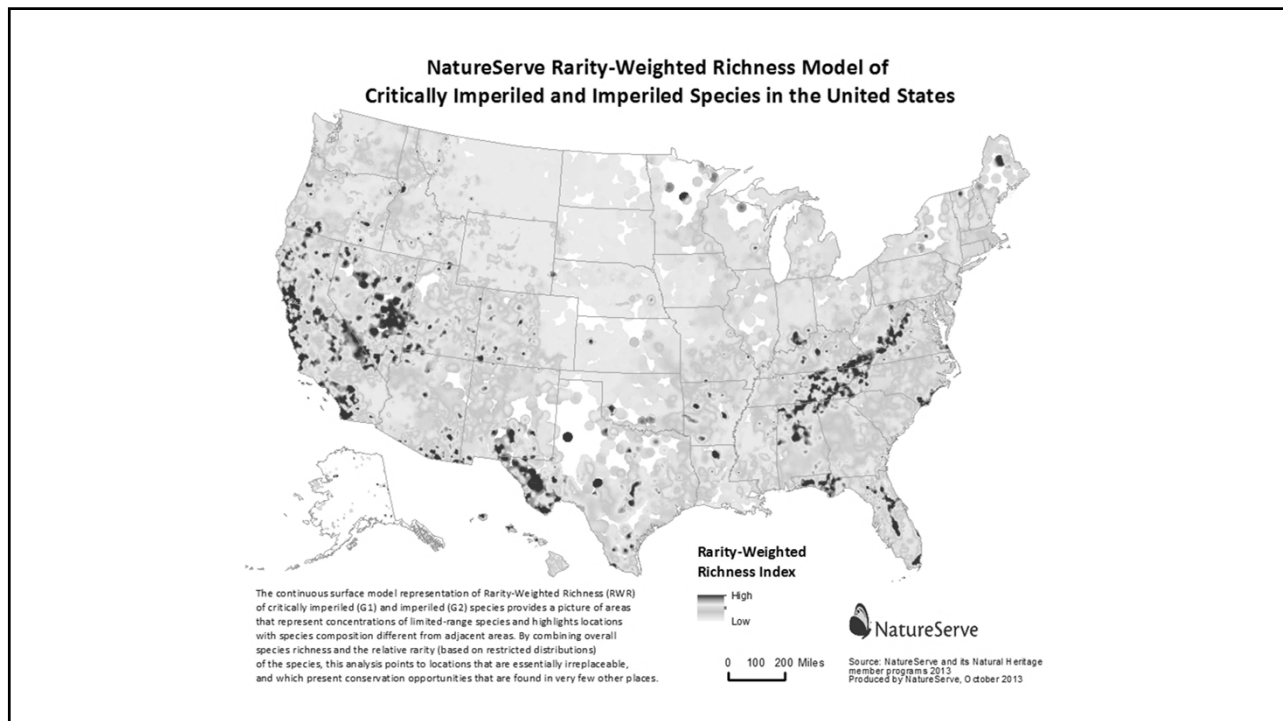 NatureServe Rarity-Weighted Richness Model of
Critically Imperiled and Imperiled Species in the United States
Rarity-Weighted
Richness Index
High
Low
The continuous surface model representation of Rarity-Weighted Richness (RWR)
of critically imperiled (G1) and imperiled (G2) species provides a picture of areas
that represent concentrations of limited-range species and highlights locations
with species composition different from adjacent areas. By combining overall
species richness and the relative rarity (based on restricted distributions)
of the species, this analysis points to locations that are essentially irreplaceable,
and which present conservation opportunities that are found in very few other places.
0 100 200 Miles
NatureServe
Source: NatureServe and its Natural Heritage
member programs 2013
Produced by NatureServe, October 2013